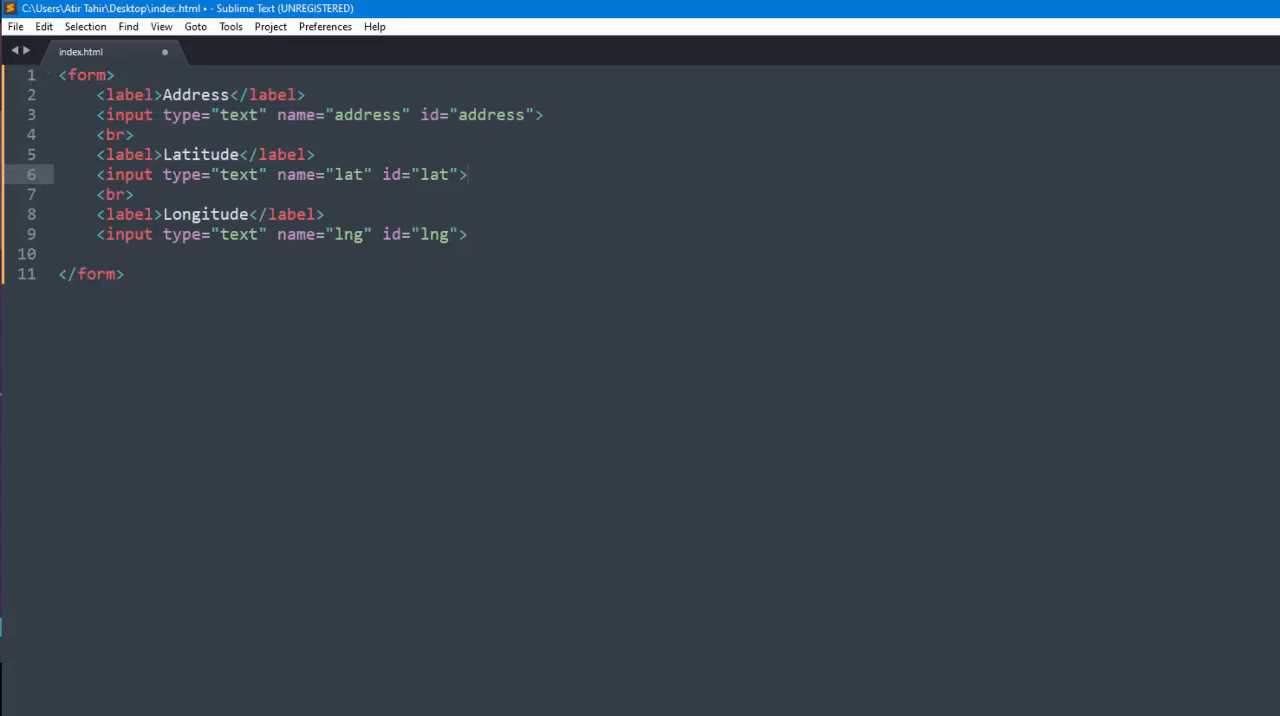 C:\Users\Atir Tahir\Desktop\index.html • - Sublime Text (UNREGISTERED)
File Edit Selection Find View Goto Tools Project Preferences Help
index.html
1 <form>
2 <label>Address</label>
3 <input type="text" name="address" id="address">
4 <br>
5 <label>Latitude</label>
6 <input type="text" name="lat" id="lat">
7 <br>
8 <label>Longitude</label>
9 <input type="text" name="lng" id="lng">
10
11 </form>